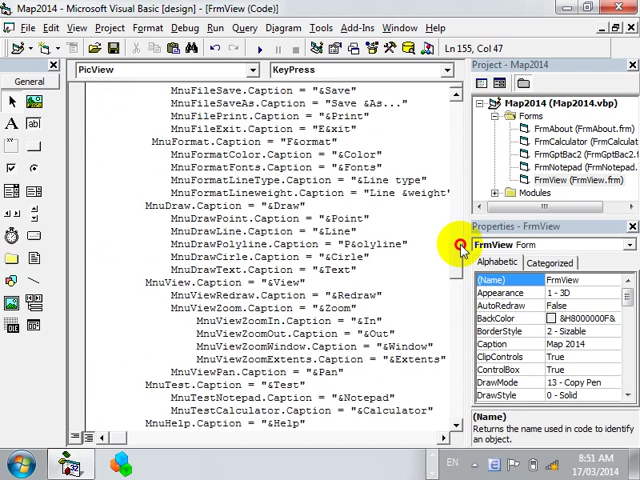 Map2014 - Microsoft Visual Basic [design] - [FrmView (Code)]
File Edit View Project Format Debug Run Query Diagram Tools Add-Ins Window Help
Ln 155, Col 47
General
PicView KeyPress
MnuFileSave.Caption = "&Save"
MnuFileSaveAs.Caption = "Save &As..."
MnuFilePrint.Caption = "&Print"
MnuFileExit.Caption = "E&xit"
MnuFormat.Caption = "F&ormat"
MnuFormatColor.Caption = "&Color"
MnuFormatFonts.Caption = "&Fonts"
MnuFormatLineType.Caption = "&Line type"
MnuFormatLineweight.Caption = "Line &weight"
MnuDraw.Caption = "&Draw"
MnuDrawPoint.Caption = "&Point"
MnuDrawLine.Caption = "&Line"
MnuDrawPolyline.Caption = "P&olyline"
MnuDrawCirle.Caption = "&Cirle"
MnuDrawText.Caption = "&Text"
MnuView.Caption = "&View"
MnuViewRedraw.Caption = "&Redraw"
MnuViewZoom.Caption = "&Zoom"
MnuViewZoomIn.Caption = "&In"
MnuViewZoomOut.Caption = "&Out"
MnuViewZoomWindow.Caption = "&Window"
MnuViewZoomExtents.Caption = "&Extents"
MnuViewPan.Caption = "&Pan"
MnuTest.Caption = "&Test"
MnuTestNotepad.Caption = "&Notepad"
MnuTestCalculator.Caption = "&Calculator"
MnuHelp.Caption = "&Help"
Project - Map2014
Map2014 (Map2014.vbp)
Forms
FrmAbout (FrmAbout.frm)
FrmCalculator (FrmCalculator.frm)
FrmGptBac2 (FrmGptBac2.frm)
FrmNotepad (FrmNotepad.frm)
FrmView (FrmView.frm)
Modules
Properties - FrmView
FrmView Form
Alphabetic Categorized
(Name) FrmView
Appearance 1 - 3D
AutoRedraw False
BackColor &H8000000F&
BorderStyle 2 - Sizable
Caption Map 2014
ClipControls True
ControlBox True
DrawMode 13 - Copy Pen
DrawStyle 0 - Solid
(Name)
Returns the name used in code to identify an object.
EN
8:51 AM
17/03/2014